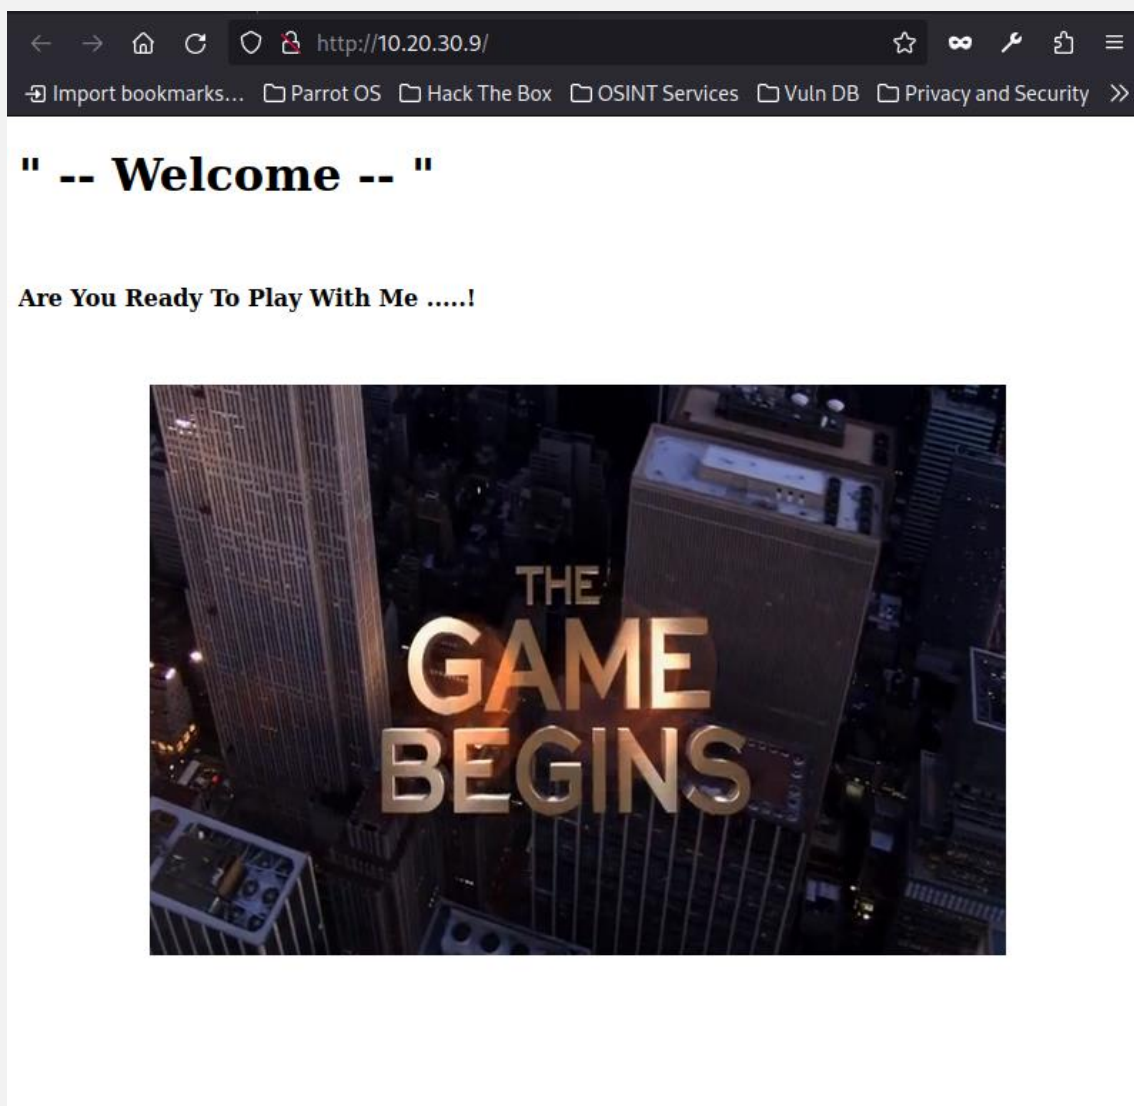 http://10.20.30.9/
Import bookmarks... Parrot OS Hack The Box OSINT Services Vuln DB Privacy and Security
" -- Welcome -- "
Are You Ready To Play With Me .....!
THE
GAME
BEGINS